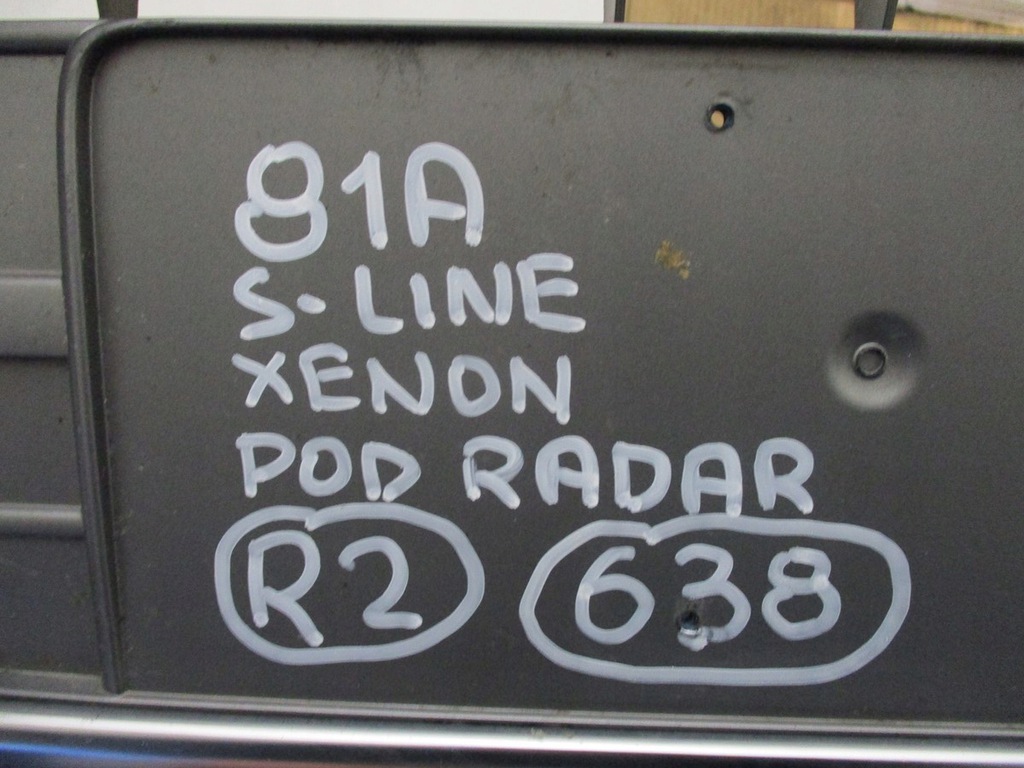 81A
S-LINE
XENON
POD RADAR
R2 638